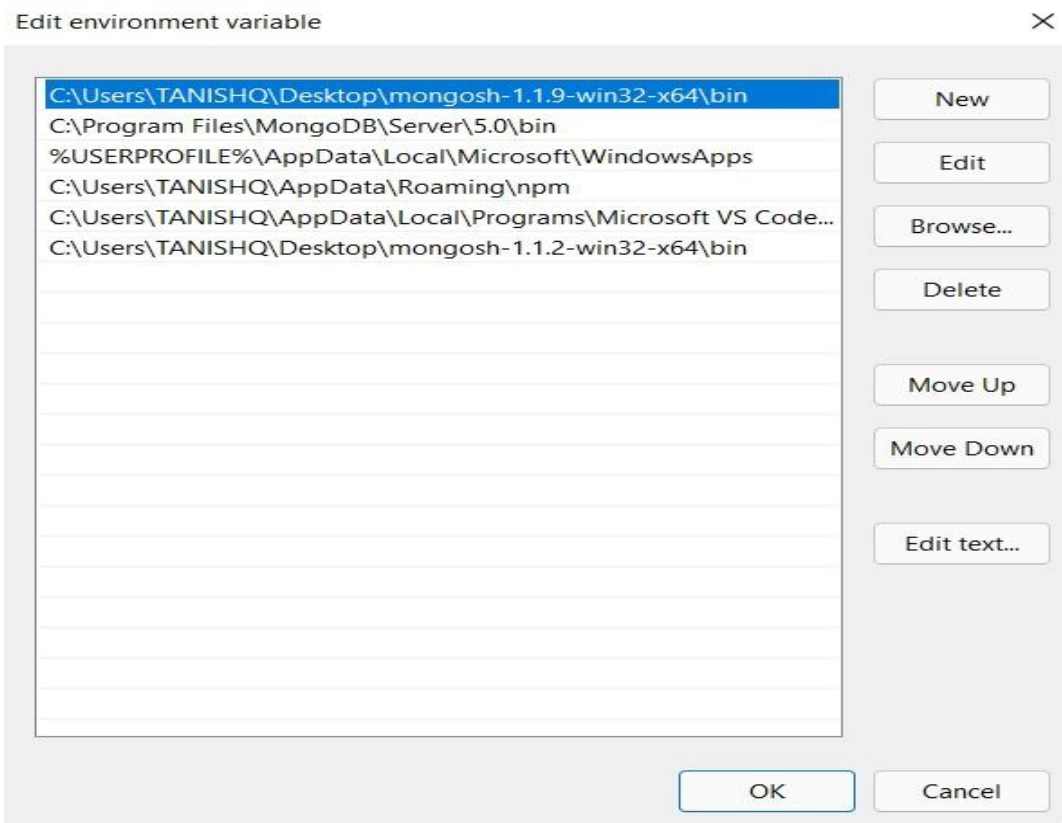 Edit environment variable
C:\Users\TANISHQ\Desktop\mongosh-1.1.9-win32-x64\bin
C:\Program Files\MongoDB\Server\5.0\bin
%USERPROFILE%\AppData\Local\Microsoft\WindowsApps
C:\Users\TANISHQ\AppData\Roaming\npm
C:\Users\TANISHQ\AppData\Local\Programs\Microsoft VS Code...
C:\Users\TANISHQ\Desktop\mongosh-1.1.2-win32-x64\bin
New
Edit
Browse...
Delete
Move Up
Move Down
Edit text...
OK
Cancel